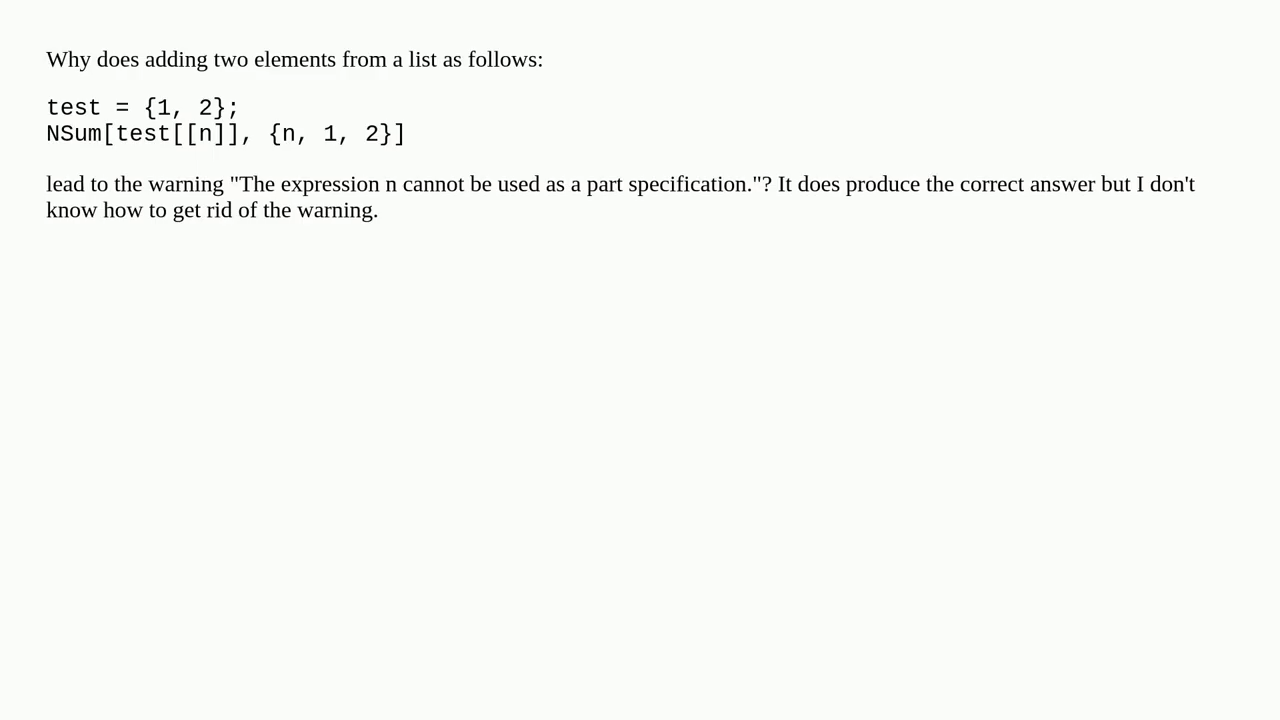 Why does adding two elements from a list as follows:
test = {1, 2};
NSum[test[[n]], {n, 1, 2}]
lead to the warning "The expression n cannot be used as a part specification."? It does produce the correct answer but I don't
know how to get rid of the warning.